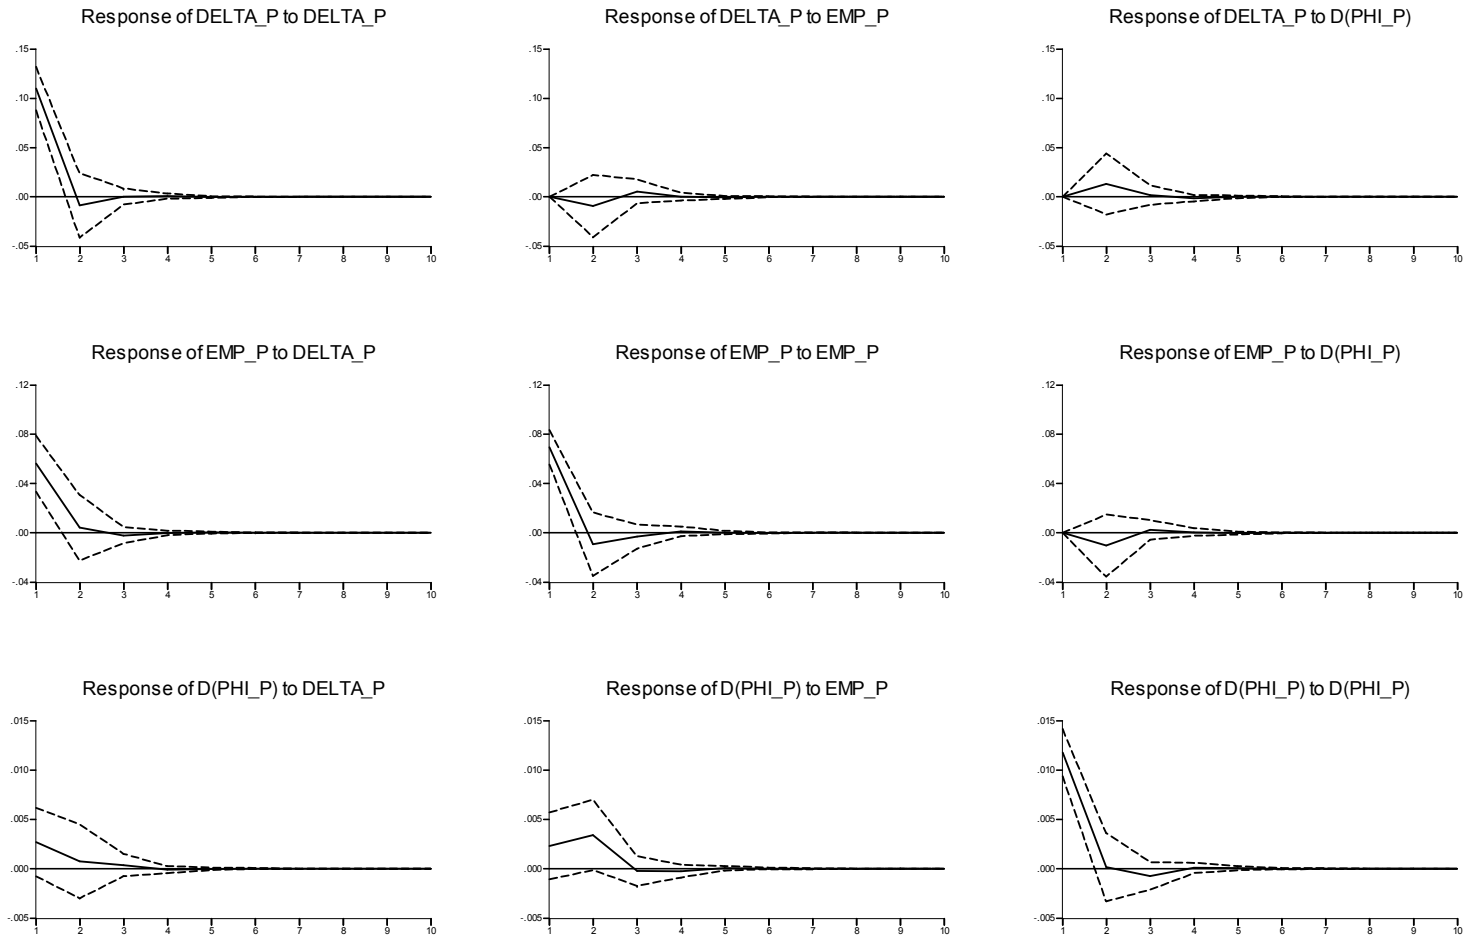 Response of DELTA_P to DELTA_P
.15
.10
.05
.00
-.05
1 2 3 4 5 6 7 8 9 10
Response of DELTA_P to EMP_P
.15
.10
.05
.00
-.05
1 2 3 4 5 6 7 8 9 10
Response of DELTA_P to D(PHI_P)
.15
.10
.05
.00
-.05
1 2 3 4 5 6 7 8 9 10
Response of EMP_P to DELTA_P
.12
.08
.04
.00
-.04
1 2 3 4 5 6 7 8 9 10
Response of EMP_P to EMP_P
.12
.08
.04
.00
-.04
1 2 3 4 5 6 7 8 9 10
Response of EMP_P to D(PHI_P)
.12
.08
.04
.00
-.04
1 2 3 4 5 6 7 8 9 10
Response of D(PHI_P) to DELTA_P
.015
.010
.005
.000
-.005
1 2 3 4 5 6 7 8 9 10
Response of D(PHI_P) to EMP_P
.015
.010
.005
.000
-.005
1 2 3 4 5 6 7 8 9 10
Response of D(PHI_P) to D(PHI_P)
.015
.010
.005
.000
-.005
1 2 3 4 5 6 7 8 9 10